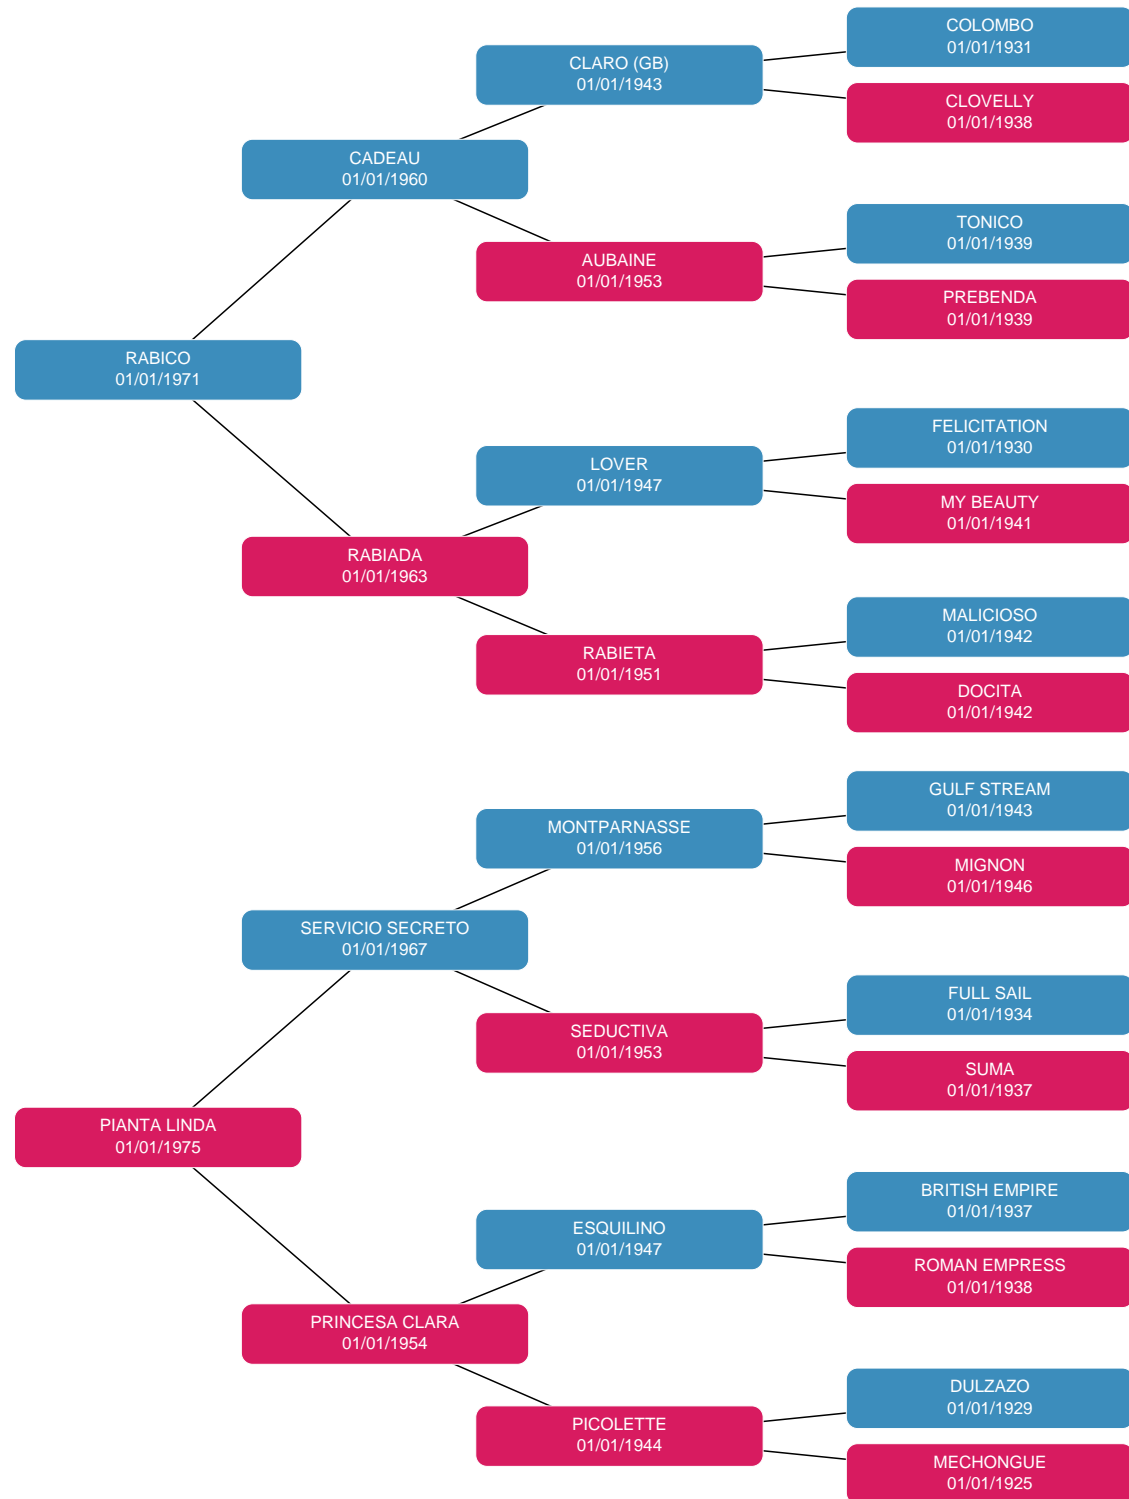 COLOMBO
01/01/1931
CLARO (GB)
01/01/1943
CLOVELLY
01/01/1938
CADEAU
01/01/1960
TONICO
01/01/1939
AUBAINE
01/01/1953
PREBENDA
01/01/1939
RABICO
01/01/1971
FELICITATION
01/01/1930
LOVER
01/01/1947
MY BEAUTY
01/01/1941
RABIADA
01/01/1963
MALICIOSO
01/01/1942
RABIETA
01/01/1951
DOCITA
01/01/1942
GULF STREAM
01/01/1943
MONTPARNASSE
01/01/1956
MIGNON
01/01/1946
SERVICIO SECRETO
01/01/1967
FULL SAIL
01/01/1934
SEDUCTIVA
01/01/1953
SUMA
01/01/1937
PIANTA LINDA
01/01/1975
BRITISH EMPIRE
01/01/1937
ESQUILINO
01/01/1947
ROMAN EMPRESS
01/01/1938
PRINCESA CLARA
01/01/1954
DULZAZO
01/01/1929
PICOLETTE
01/01/1944
MECHONGUE
01/01/1925